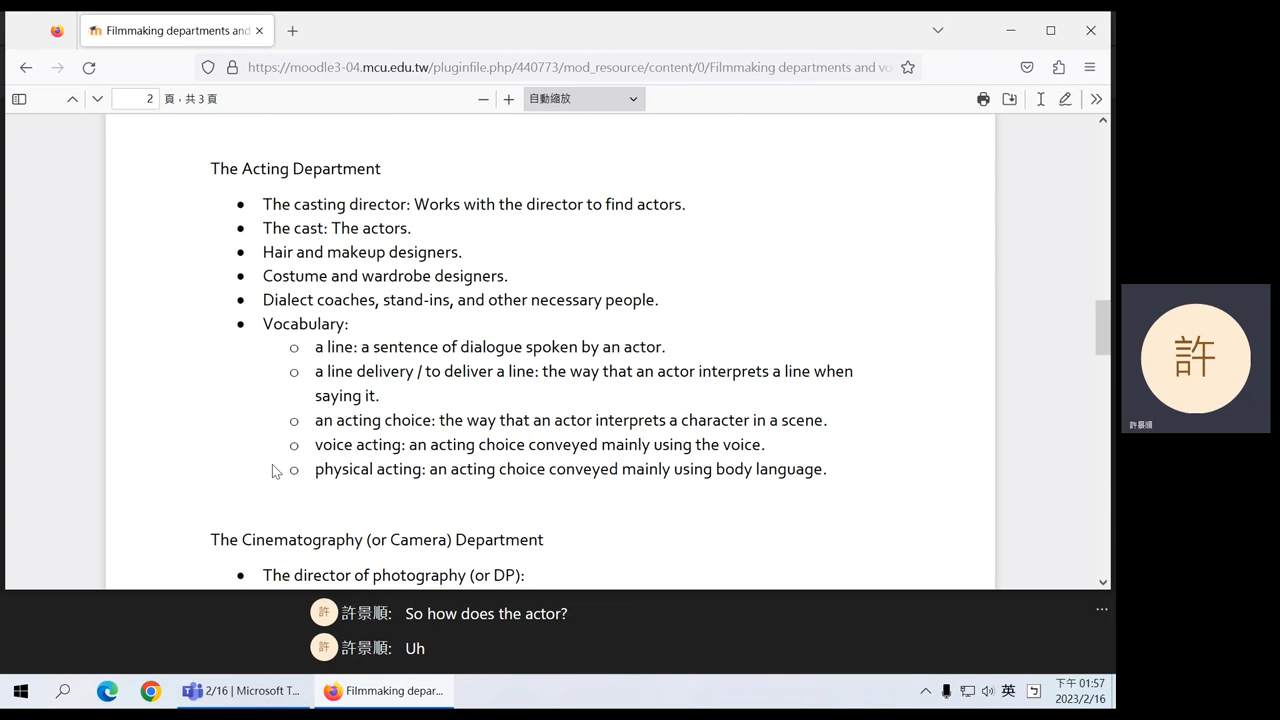 Filmmaking departments and
https://moodle3-04.mcu.edu.tw/pluginfile.php/440773/mod_resource/content/0/Filmmaking departments and vo
2 頁，共 3 頁
自動縮放
The Acting Department
• The casting director: Works with the director to find actors.
• The cast: The actors.
• Hair and makeup designers.
• Costume and wardrobe designers.
• Dialect coaches, stand-ins, and other necessary people.
• Vocabulary:
○ a line: a sentence of dialogue spoken by an actor.
○ a line delivery / to deliver a line: the way that an actor interprets a line when
saying it.
○ an acting choice: the way that an actor interprets a character in a scene.
○ voice acting: an acting choice conveyed mainly using the voice.
○ physical acting: an acting choice conveyed mainly using body language.
The Cinematography (or Camera) Department
• The director of photography (or DP):
許
許景順
許 許景順: So how does the actor?
許 許景順: Uh
2/16 | Microsoft T...
Filmmaking depar...
英
下午 01:57
2023/2/16